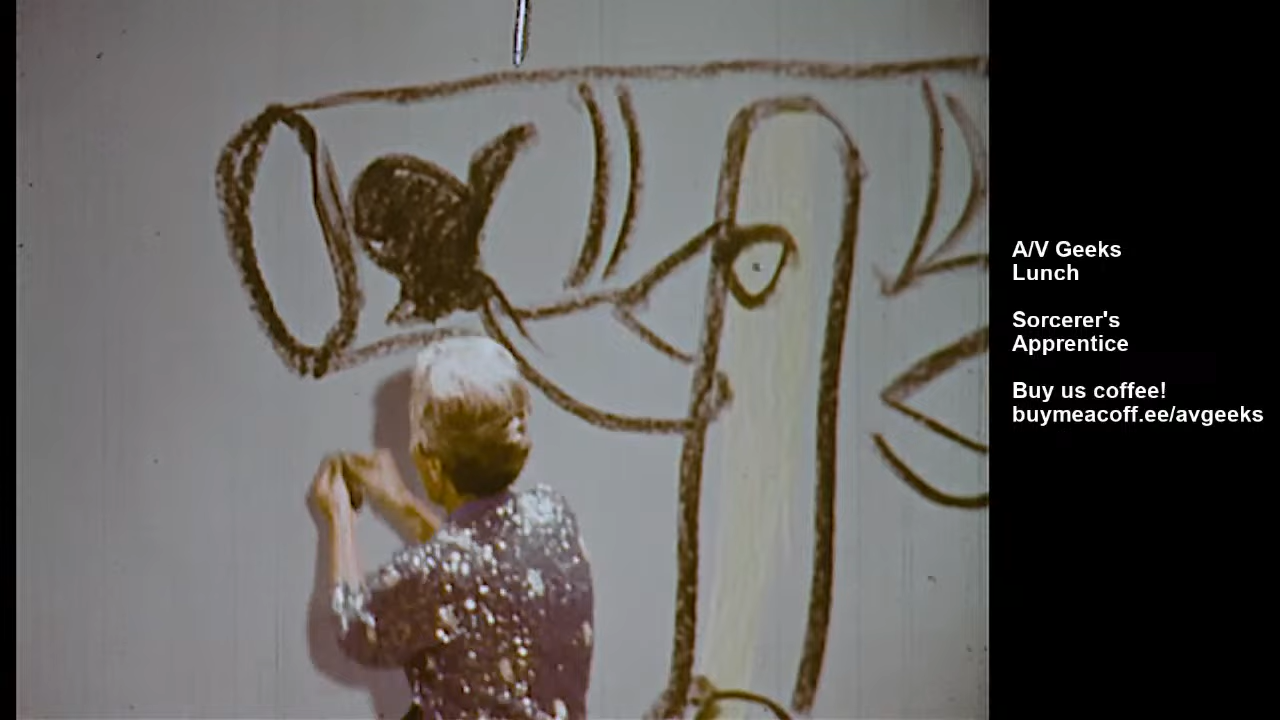 A/V Geeks
Lunch
Sorcerer's
Apprentice
Buy us coffee!
buymeacoff.ee/avgeeks